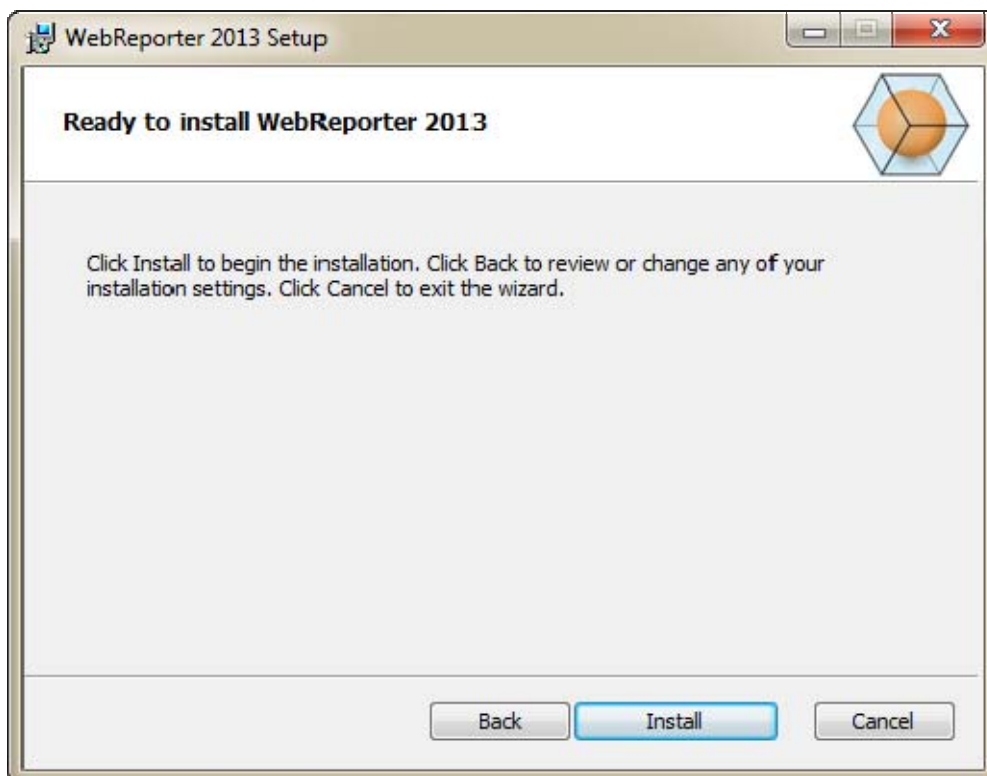 WebReporter 2013 Setup
Ready to install WebReporter 2013
Click Install to begin the installation. Click Back to review or change any of your
installation settings. Click Cancel to exit the wizard.
Back Install Cancel